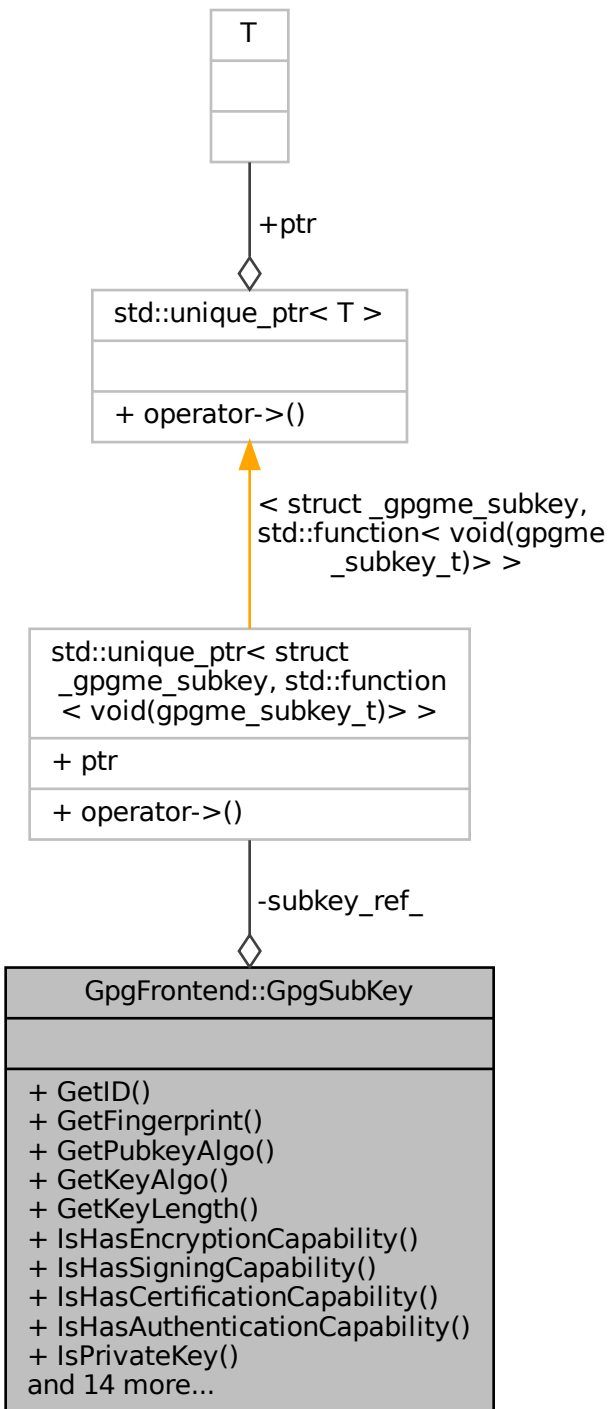 T
+ptr
std::unique_ptr< T >
+ operator->()
< struct _gpgme_subkey,
std::function< void(gpgme
_subkey_t)> >
std::unique_ptr< struct
_gpgme_subkey, std::function
< void(gpgme_subkey_t)> >
+ ptr
+ operator->()
-subkey_ref_
GpgFrontend::GpgSubKey
+ GetID()
+ GetFingerprint()
+ GetPubkeyAlgo()
+ GetKeyAlgo()
+ GetKeyLength()
+ IsHasEncryptionCapability()
+ IsHasSigningCapability()
+ IsHasCertificationCapability()
+ IsHasAuthenticationCapability()
+ IsPrivateKey()
and 14 more...